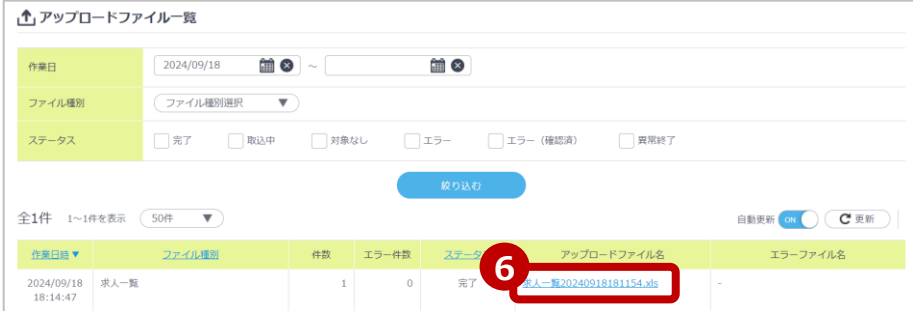 アップロードファイル一覧
作業日 2024/09/18 ～
ファイル種別 ファイル種別選択 ▼
ステータス 完了 取込中 対象なし エラー エラー（確認済） 異常終了
絞り込む
全1件 1～1件を表示 50件 ▼ 自動更新 ON 更新
作業日時▼ ファイル種別 件数 エラー件数 ステータ アップロードファイル名 エラーファイル名
6
2024/09/18 求人一覧 1 0 完了 求人一覧20240918181154.xls -
18:14:47